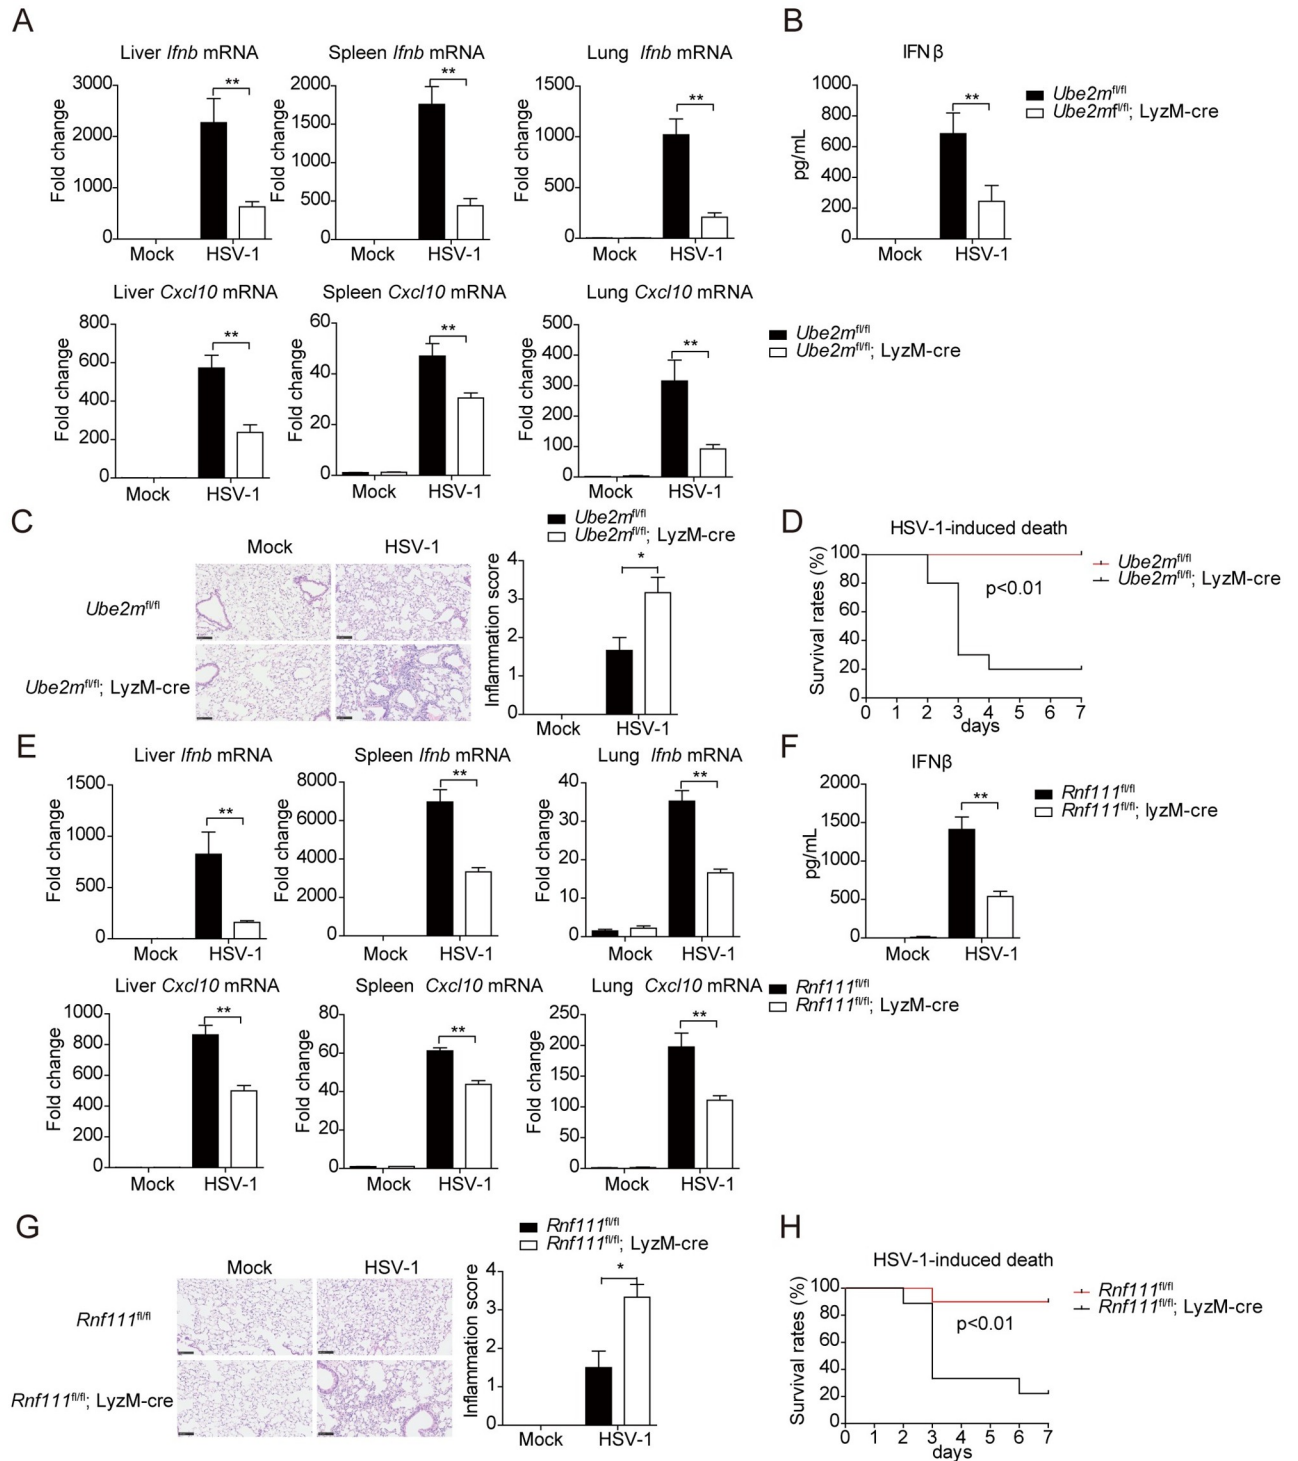 A
Liver Ifnb mRNA
Fold change
3000
2000
1000
0
**
Mock
HSV-1
Spleen Ifnb mRNA
Fold change
2000
1500
1000
500
0
**
Mock
HSV-1
Lung Ifnb mRNA
Fold change
1500
1000
500
0
**
Mock
HSV-1
B
IFNβ
pg/mL
1000
800
600
400
200
0
**
Mock
HSV-1
Ube2mfl/fl
Ube2mfl/fl; LyzM-cre
Liver Cxcl10 mRNA
Fold change
800
600
400
200
0
**
Mock
HSV-1
Spleen Cxcl10 mRNA
Fold change
60
40
20
0
**
Mock
HSV-1
Lung Cxcl10 mRNA
Fold change
500
400
300
200
100
0
**
Mock
HSV-1
Ube2mfl/fl
Ube2mfl/fl; LyzM-cre
C
Mock
HSV-1
Ube2mfl/fl
Ube2mfl/fl; LyzM-cre
Ube2mfl/fl
Ube2mfl/fl; LyzM-cre
Inflammation score
4
3
2
1
0
*
Mock
HSV-1
D
HSV-1-induced death
Survival rates (%)
100
80
60
40
20
0
p<0.01
0 1 2 3 4 5 6 7
days
Ube2mfl/fl
Ube2mfl/fl; LyzM-cre
E
Liver Ifnb mRNA
Fold change
1500
1000
500
0
**
Mock
HSV-1
Spleen Ifnb mRNA
Fold change
8000
6000
4000
2000
0
**
Mock
HSV-1
Lung Ifnb mRNA
Fold change
40
30
20
10
0
**
Mock
HSV-1
F
IFNβ
pg/mL
2000
1500
1000
500
0
**
Mock
HSV-1
Rnf111fl/fl
Rnf111fl/fl; lyzM-cre
Liver Cxcl10 mRNA
Fold change
1000
800
600
400
200
0
**
Mock
HSV-1
Spleen Cxcl10 mRNA
Fold change
80
60
40
20
0
**
Mock
HSV-1
Lung Cxcl10 mRNA
Fold change
250
200
150
100
50
0
**
Mock
HSV-1
Rnf111fl/fl
Rnf111fl/fl; LyzM-cre
G
Mock
HSV-1
Rnf111fl/fl
Rnf111fl/fl; LyzM-cre
Rnf111fl/fl
Rnf111fl/fl; LyzM-cre
Inflammation score
4
3
2
1
0
*
Mock
HSV-1
H
HSV-1-induced death
Survival rates (%)
100
80
60
40
20
0
p<0.01
0 1 2 3 4 5 6 7
days
Rnf111fl/fl
Rnf111fl/fl; LyzM-cre